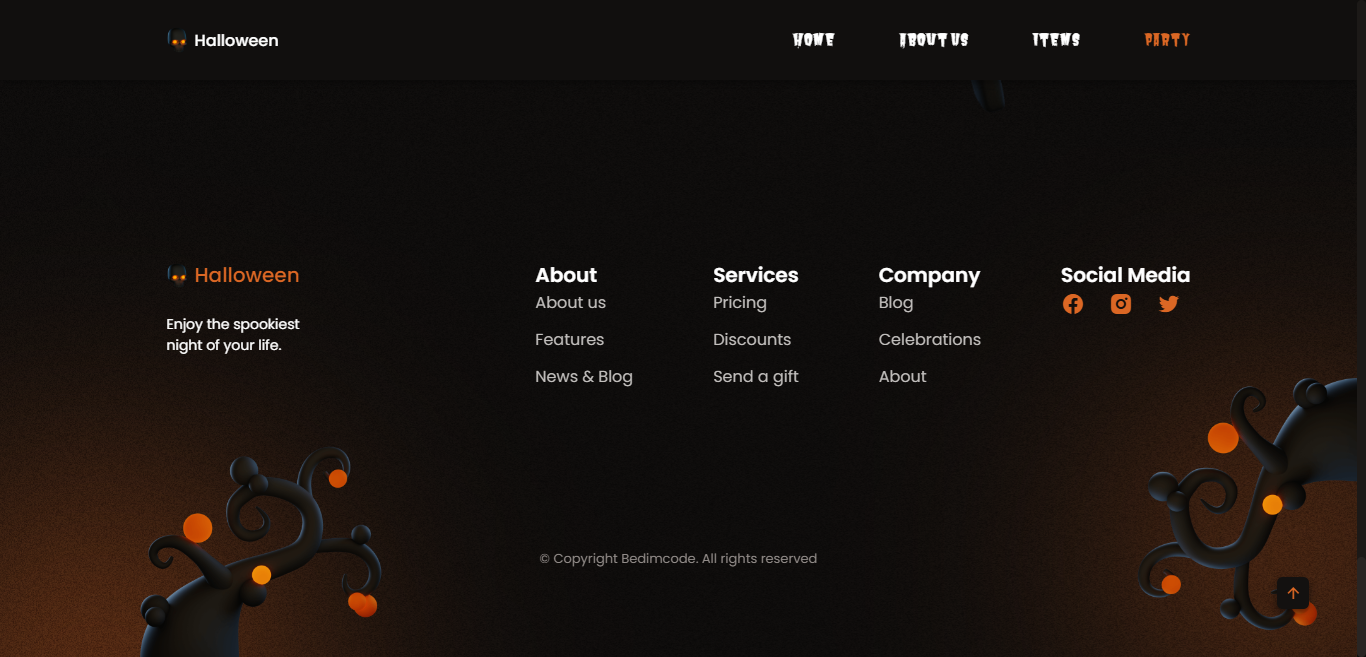 Halloween
HOME ABOUT US ITEMS PARTY
Halloween
Enjoy the spookiest
night of your life.
About
About us
Features
News & Blog
Services
Pricing
Discounts
Send a gift
Company
Blog
Celebrations
About
Social Media
© Copyright Bedimcode. All rights reserved